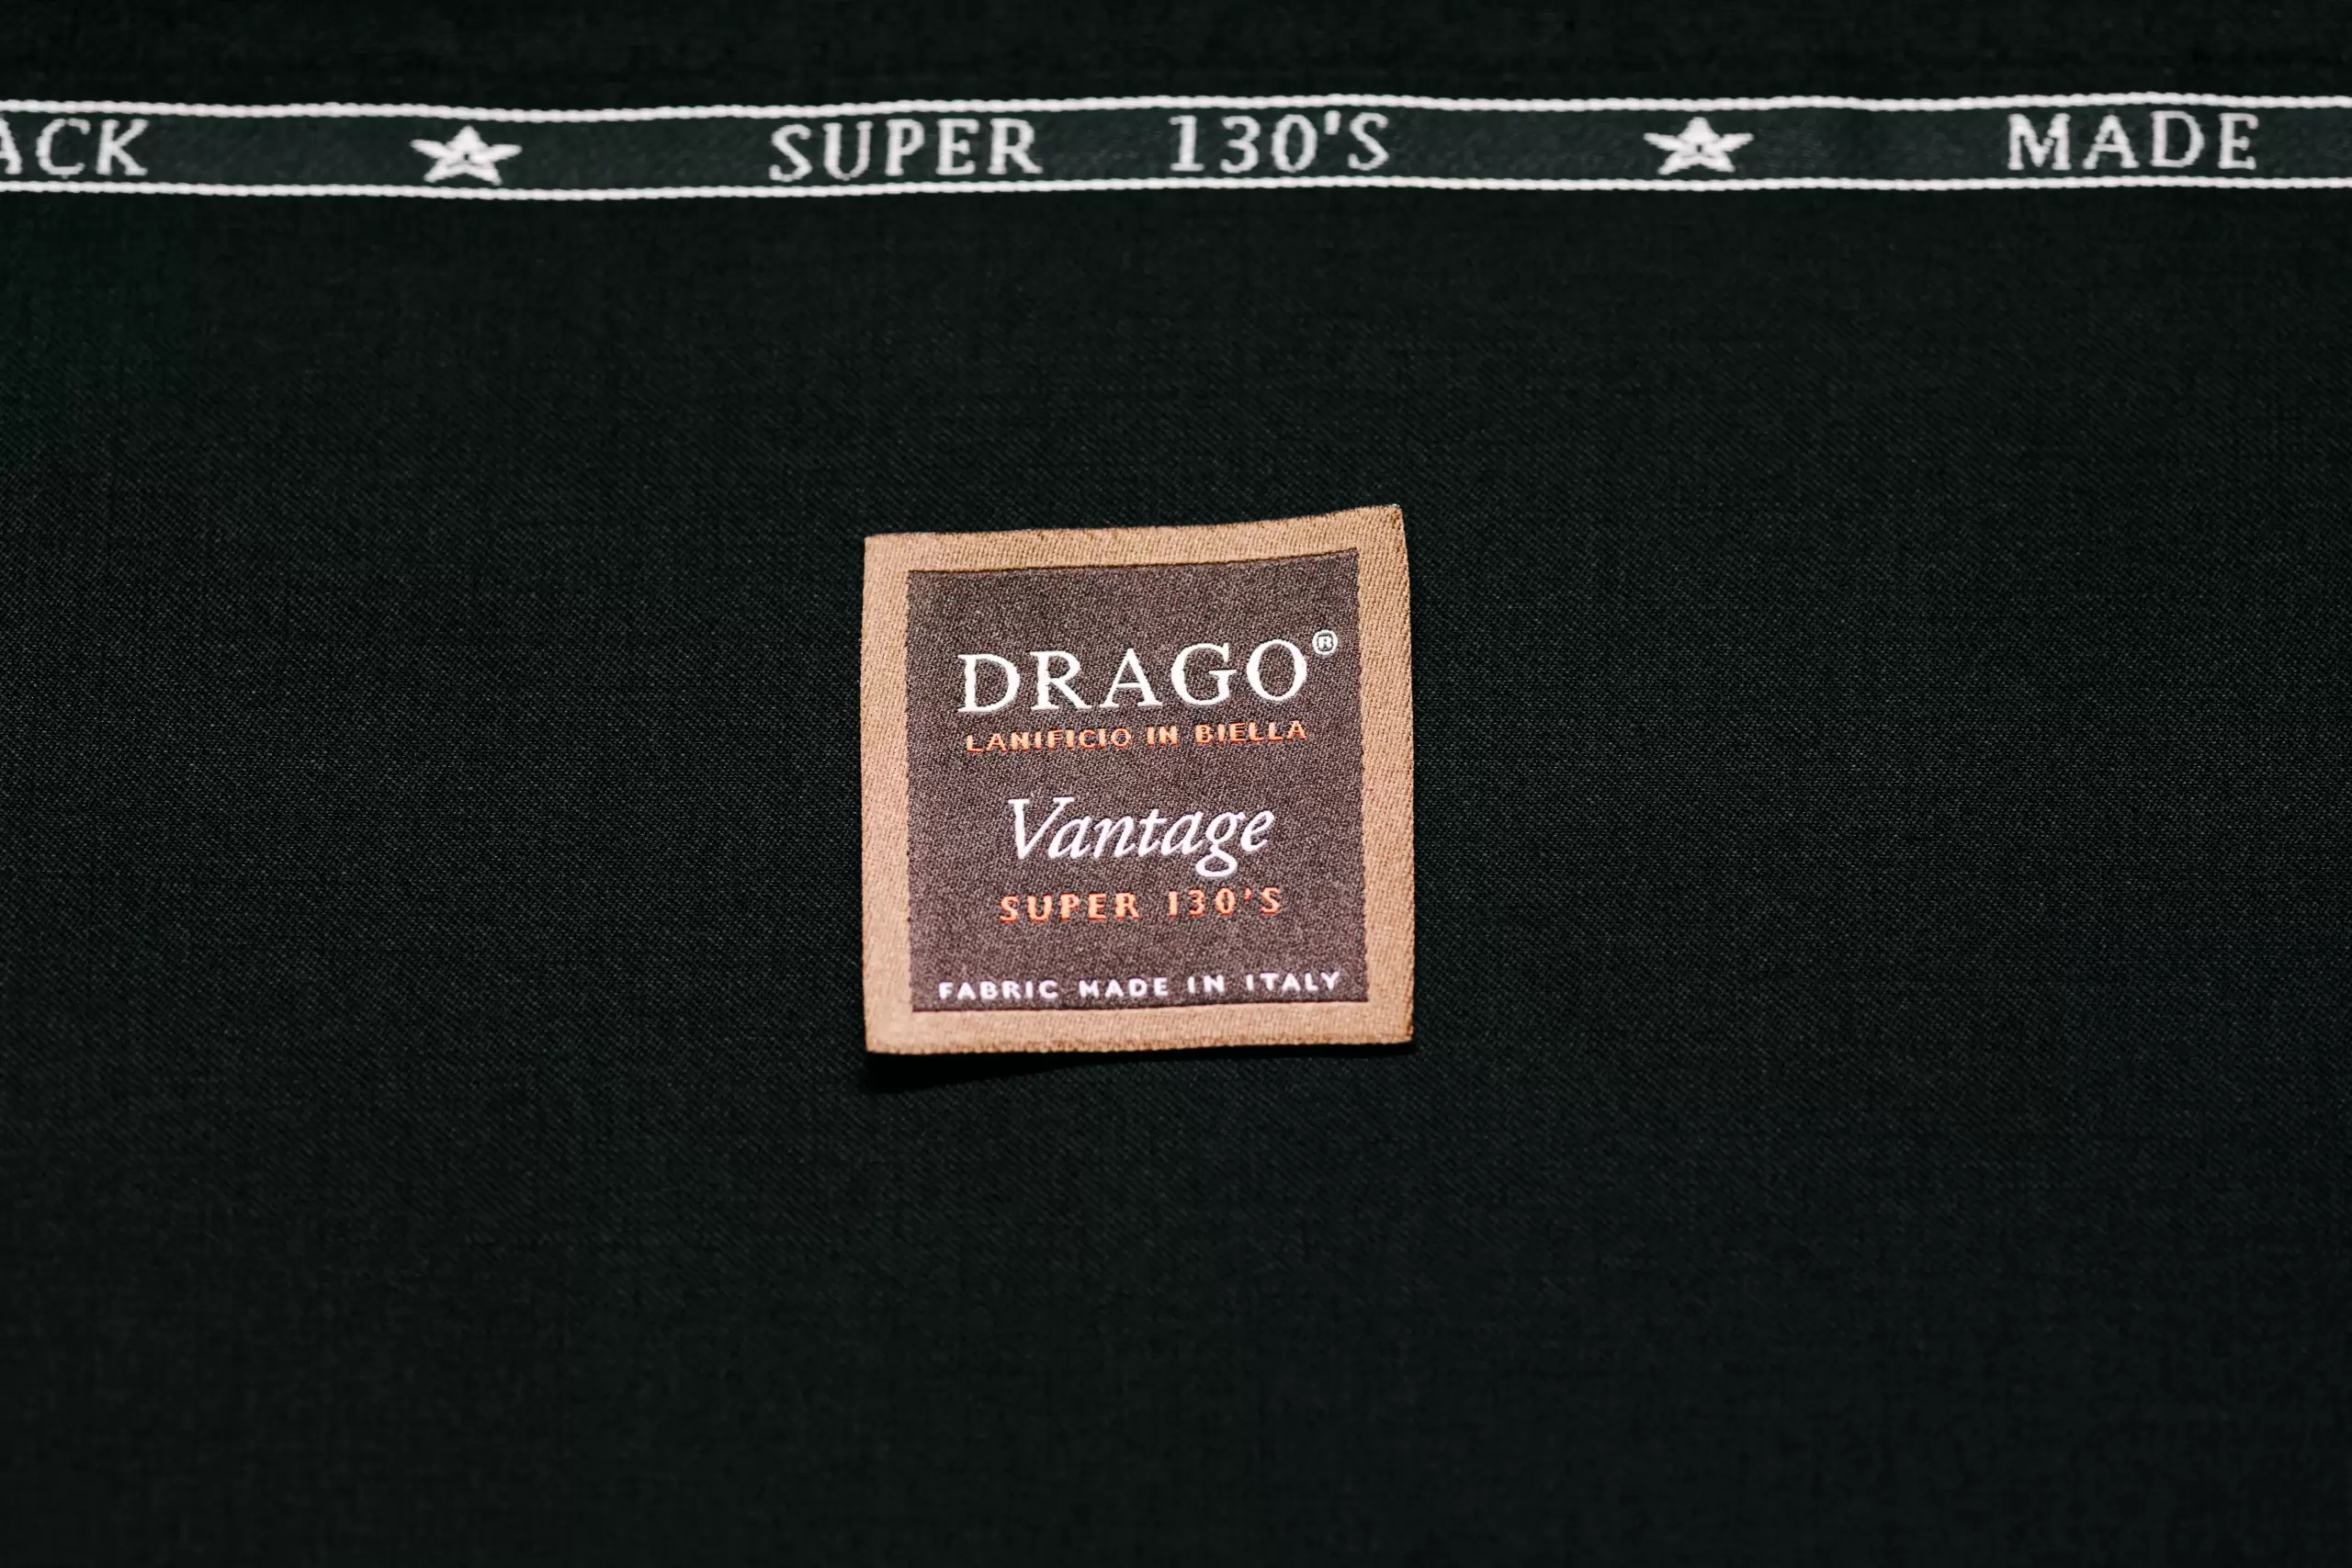 ACK ★ SUPER 130'S ★ MADE
DRAGO®
LANIFICIO IN BIELLA
Vantage
SUPER 130'S
FABRIC MADE IN ITALY